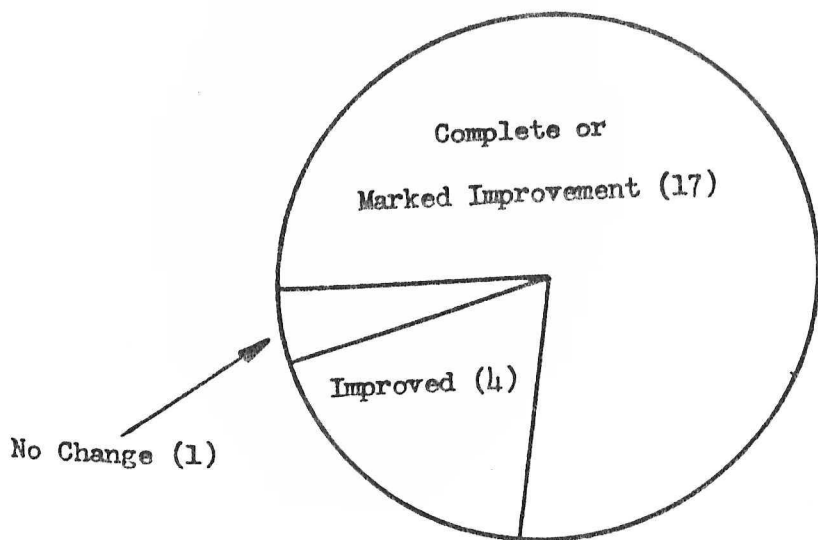 Complete or
Marked Improvement (17)
Improved (4)
No Change (1)